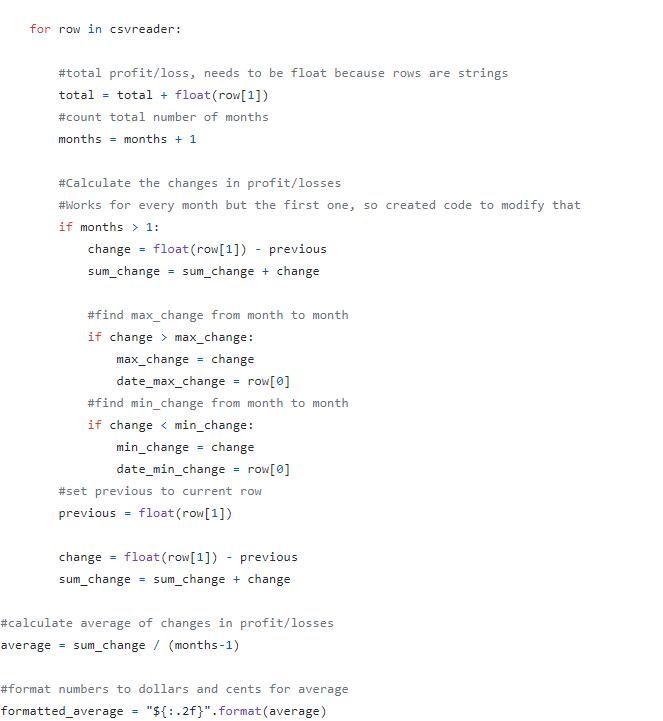 for row in csvreader:
#total profit/loss, needs to be float because rows are strings
total = total + float(row[1])
#count total number of months
months = months + 1
#Calculate the changes in profit/losses
#Works for every month but the first one, so created code to modify that
if months > 1:
change = float(row[1]) - previous
sum_change = sum_change + change
#find max_change from month to month
if change > max_change:
max_change = change
date_max_change = row[0]
#find min_change from month to month
if change < min_change:
min_change = change
date_min_change = row[0]
#set previous to current row
previous = float(row[1])
change = float(row[1]) - previous
sum_change = sum_change + change
#calculate average of changes in profit/losses
average = sum_change / (months-1)
#format numbers to dollars and cents for average
formatted_average = "${:.2f}".format(average)